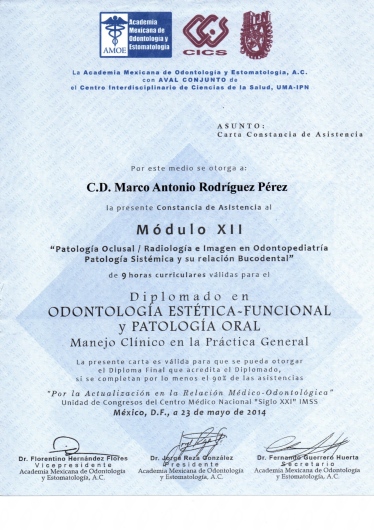 Academia
Mexicana de
Odontología y
Estomatología
AMOE
CICS
La Academia Mexicana de Odontología y Estomatología, A.C.
con AVAL CONJUNTO de
el Centro Interdisciplinario de Ciencias de la Salud, UMA-IPN
ASUNTO:
Carta Constancia de Asistencia
Por este medio se otorga a:
C.D. Marco Antonio Rodríguez Pérez
la presente Constancia de Asistencia al
Módulo XII
"Patología Oclusal / Radiología e Imagen en Odontopediatría
Patología Sistémica y su relación Bucodental"
de 9 horas curriculares válidas para el
Diplomado en
ODONTOLOGÍA ESTÉTICA-FUNCIONAL
y PATOLOGÍA ORAL
Manejo Clínico en la Práctica General
La presente carta es válida para que se pueda otorgar
el Diploma Final que acredita el Diplomado,
si se completan por lo menos el 90% de las asistencias
"Por la Actualización en la Relación Médico-Odontológica"
Unidad de Congresos del Centro Médico Nacional "Siglo XXI" IMSS
México, D.F., a 23 de mayo de 2014
Dr. Florentino Hernández Flores
Vicepresidente
Academia Mexicana de Odontología
y Estomatología, A.C.
Dr. Jorge Reza González
Presidente
Academia Mexicana de Odontología
y Estomatología, A.C.
Dr. Fernando Guerrero Huerta
Secretario
Academia Mexicana de Odontología
y Estomatología, A.C.